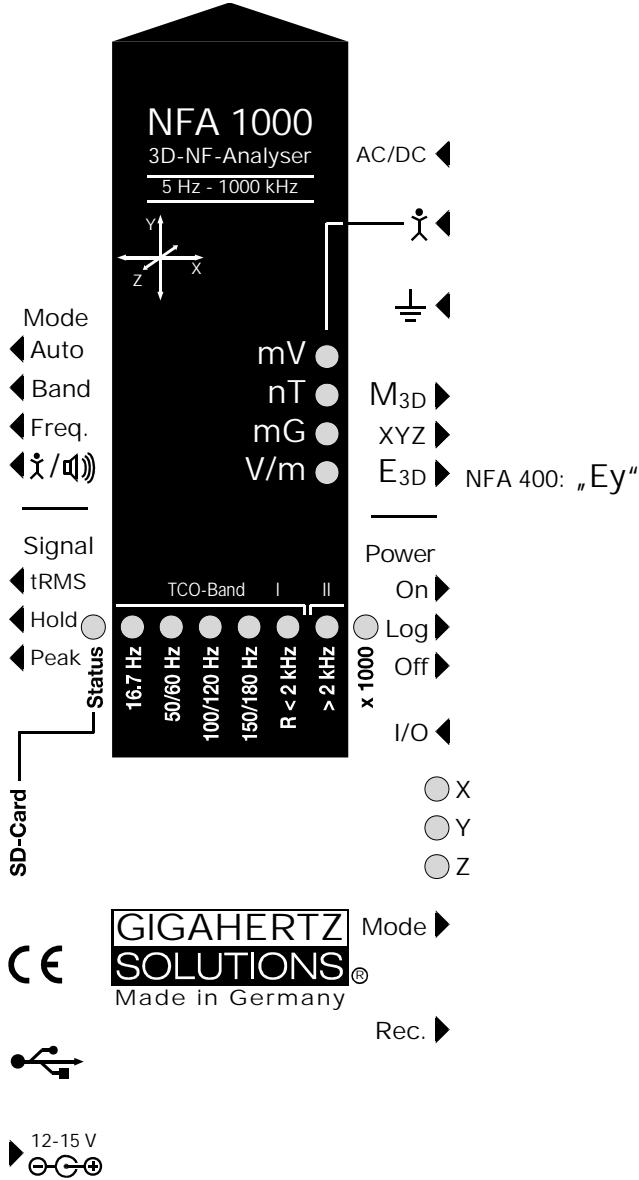 NFA 1000
3D-NF-Analyser
5 Hz - 1000 kHz
Y
X
Z
AC/DC
Mode
Auto
Band
Freq.
/
mV
nT
mG
V/m
M3D
XYZ
E3D
NFA 400: „Ey“
Signal
tRMS
Hold
Peak
Power
On
Log
Off
I/O
TCO-Band I II
Status
16.7 Hz
50/60 Hz
100/120 Hz
150/180 Hz
R < 2 kHz
> 2 kHz
x 1000
SD-Card
X
Y
Z
GIGAHERTZ
SOLUTIONS®
Made in Germany
CE
Mode
Rec.
12-15 V